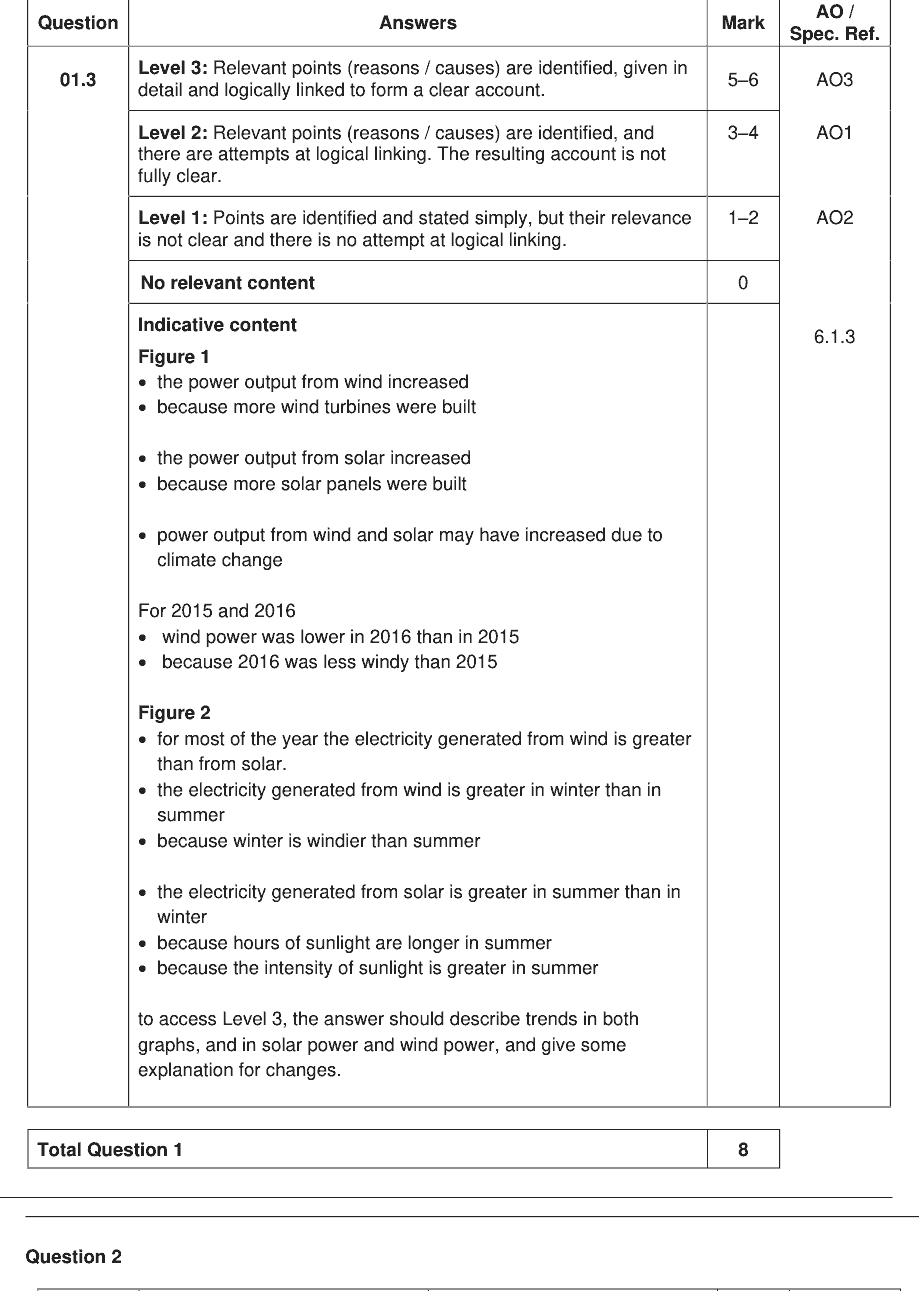 Question Answers Mark AO /
Spec. Ref.
01.3 Level 3: Relevant points (reasons / causes) are identified, given in
detail and logically linked to form a clear account. 5–6 AO3
Level 2: Relevant points (reasons / causes) are identified, and
there are attempts at logical linking. The resulting account is not
fully clear. 3–4 AO1
Level 1: Points are identified and stated simply, but their relevance
is not clear and there is no attempt at logical linking. 1–2 AO2
No relevant content 0
Indicative content
6.1.3
Figure 1
• the power output from wind increased
• because more wind turbines were built
• the power output from solar increased
• because more solar panels were built
• power output from wind and solar may have increased due to
climate change
For 2015 and 2016
• wind power was lower in 2016 than in 2015
• because 2016 was less windy than 2015
Figure 2
• for most of the year the electricity generated from wind is greater
than from solar.
• the electricity generated from wind is greater in winter than in
summer
• because winter is windier than summer
• the electricity generated from solar is greater in summer than in
winter
• because hours of sunlight are longer in summer
• because the intensity of sunlight is greater in summer
to access Level 3, the answer should describe trends in both
graphs, and in solar power and wind power, and give some
explanation for changes.
Total Question 1 8
Question 2